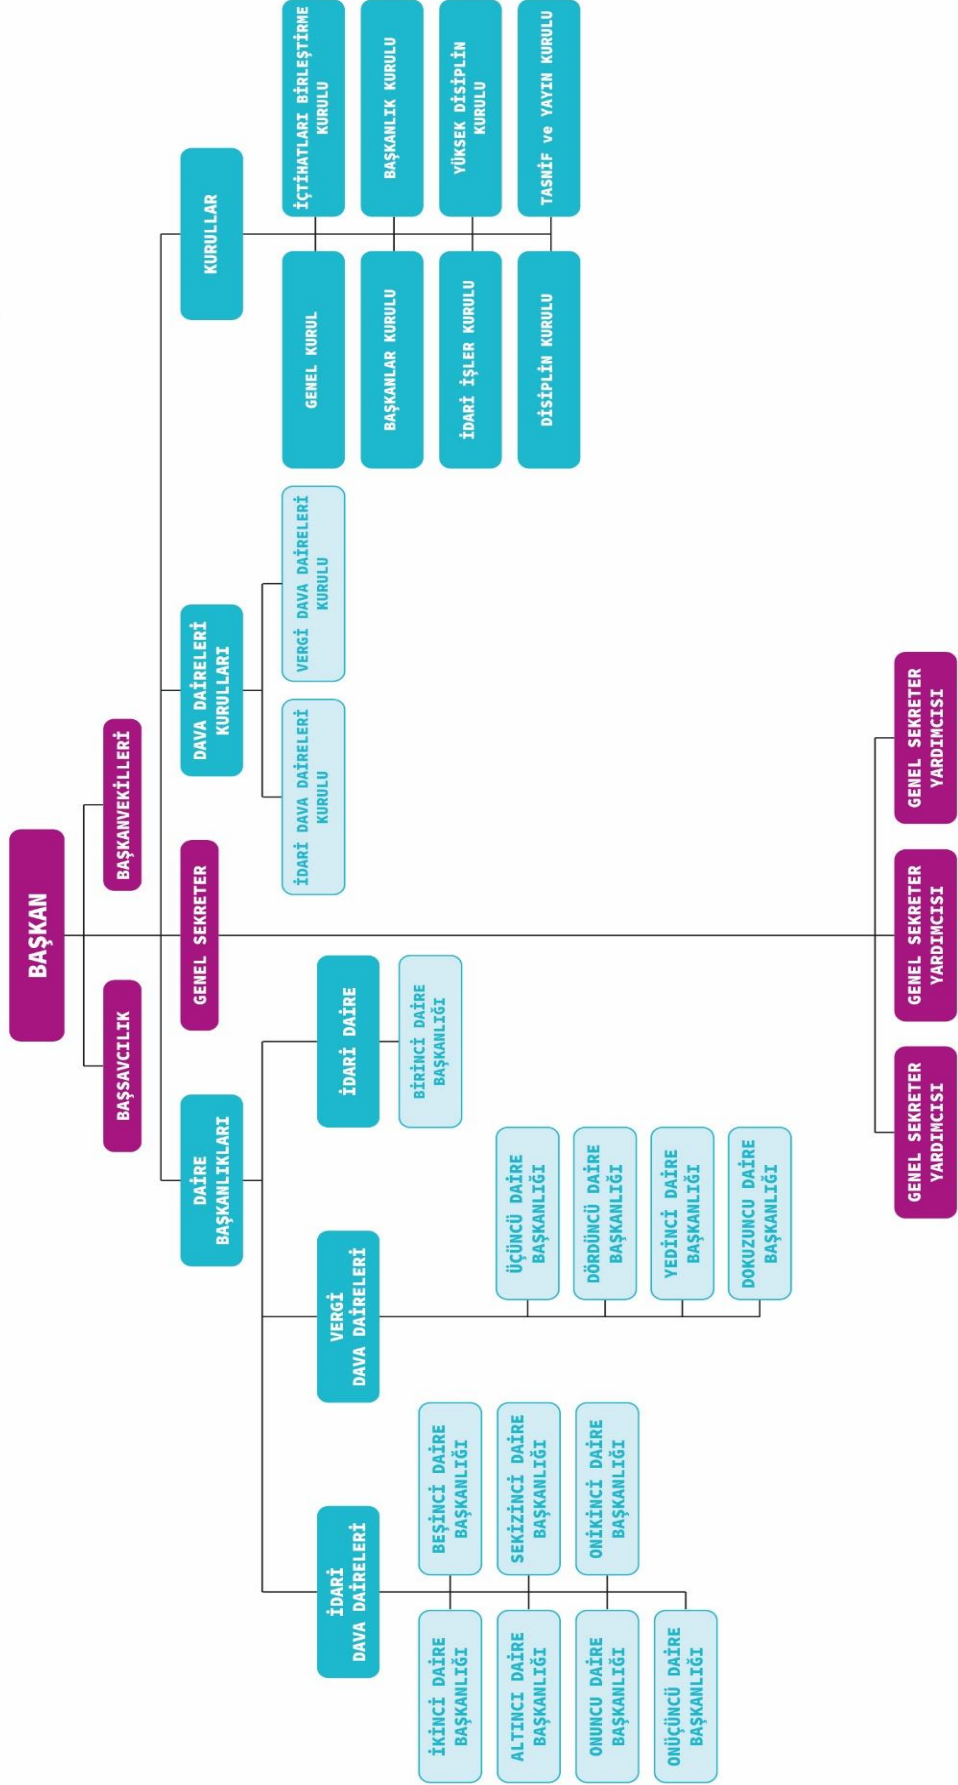 BAŞKAN
BAŞSAVCILIK
BAŞKANVEKİLLERİ
DAİRE
BAŞKANLIKLARI
GENEL SEKRETER
DAVA DAİRELERİ
KURULLARI
KURULLAR
İDARİ
DAVA DAİRELERİ
VERGİ
DAVA DAİRELERİ
İDARİ DAİRE
İDARİ DAVA DAİRELERİ
KURULU
VERGİ DAVA DAİRELERİ
KURULU
GENEL KURUL
İÇTİHATLARI BİRLEŞTİRME
KURULU
BAŞKANLAR KURULU
BAŞKANLIK KURULU
İDARİ İŞLER KURULU
YÜKSEK DİSİPLİN
KURULU
DİSİPLİN KURULU
TASNİF ve YAYIN KURULU
İKİNCİ DAİRE
BAŞKANLIĞI
BEŞİNCİ DAİRE
BAŞKANLIĞI
ALTINCI DAİRE
BAŞKANLIĞI
SEKİZİNCİ DAİRE
BAŞKANLIĞI
ONUNCU DAİRE
BAŞKANLIĞI
ONİKİNCİ DAİRE
BAŞKANLIĞI
ONÜÇÜNCÜ DAİRE
BAŞKANLIĞI
ÜÇÜNCÜ DAİRE
BAŞKANLIĞI
DÖRDÜNCÜ DAİRE
BAŞKANLIĞI
YEDİNCİ DAİRE
BAŞKANLIĞI
DOKUZUNCU DAİRE
BAŞKANLIĞI
BİRİNCİ DAİRE
BAŞKANLIĞI
GENEL SEKRETER
YARDIMCISI
GENEL SEKRETER
YARDIMCISI
GENEL SEKRETER
YARDIMCISI